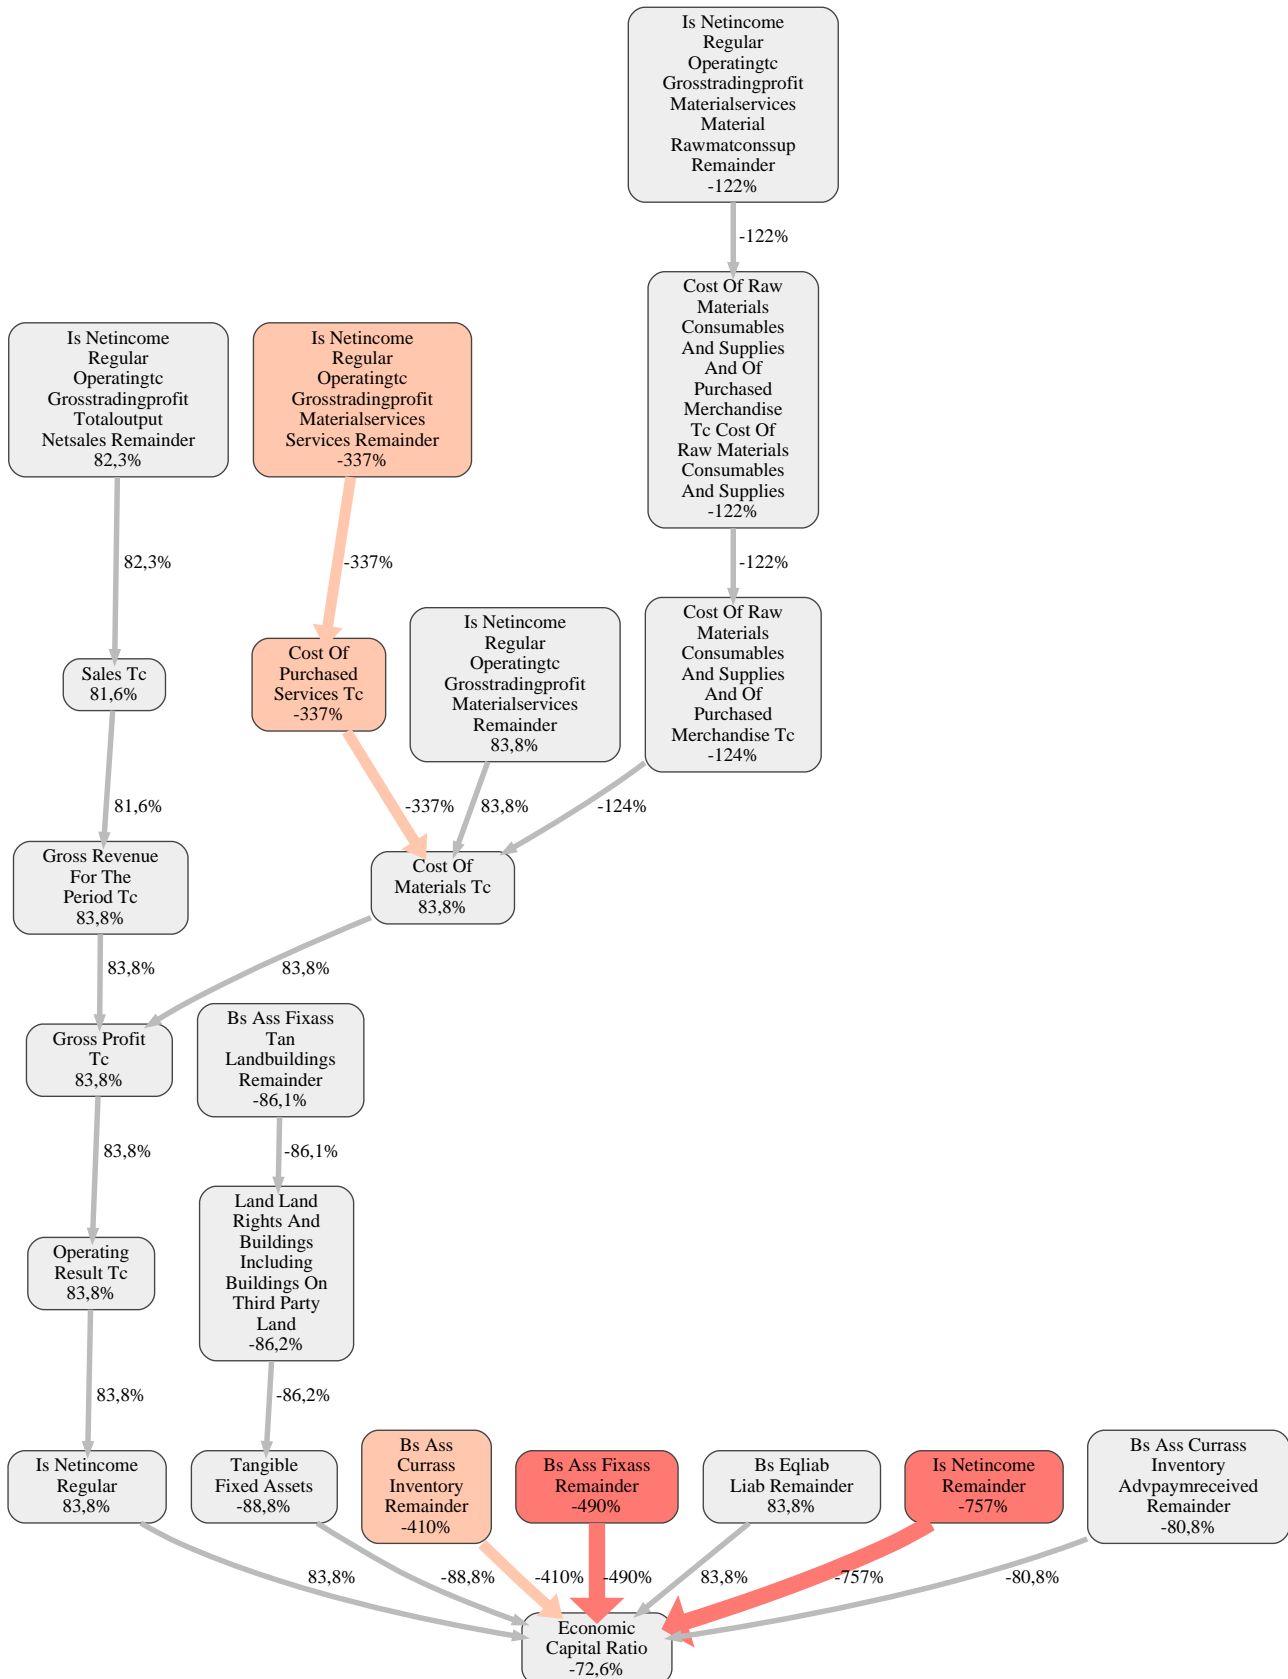 Is Netincome
Regular
Operatingtc
Grosstradingprofit
Materialservices
Material
Rawmatconssup
Remainder
-122%
-122%
Cost Of Raw
Materials
Consumables
And Supplies
And Of
Purchased
Merchandise
Tc Cost Of
Raw Materials
Consumables
And Supplies
-122%
Is Netincome
Regular
Operatingtc
Grosstradingprofit
Totaloutput
Netsales Remainder
82,3%
Is Netincome
Regular
Operatingtc
Grosstradingprofit
Materialservices
Services Remainder
-337%
82,3%
-337%
-122%
Cost Of Raw
Materials
Consumables
And Supplies
And Of
Purchased
Merchandise Tc
-124%
Is Netincome
Regular
Operatingtc
Grosstradingprofit
Materialservices
Remainder
83,8%
Cost Of
Purchased
Services Tc
-337%
Sales Tc
81,6%
81,6%
-337%
83,8%
-124%
Gross Revenue
For The
Period Tc
83,8%
Cost Of
Materials Tc
83,8%
83,8%
83,8%
Gross Profit
Tc
83,8%
Bs Ass Fixass
Tan
Landbuildings
Remainder
-86,1%
83,8%
-86,1%
Land Land
Rights And
Buildings
Including
Buildings On
Third Party
Land
-86,2%
Operating
Result Tc
83,8%
83,8%
-86,2%
Is Netincome
Regular
83,8%
Tangible
Fixed Assets
-88,8%
Bs Ass
Currass
Inventory
Remainder
-410%
Bs Ass Fixass
Remainder
-490%
Bs Eqliab
Liab Remainder
83,8%
Is Netincome
Remainder
-757%
Bs Ass Currass
Inventory
Advpaymreceived
Remainder
-80,8%
83,8%
-88,8%
-410%
-490%
83,8%
-757%
-80,8%
Economic
Capital Ratio
-72,6%